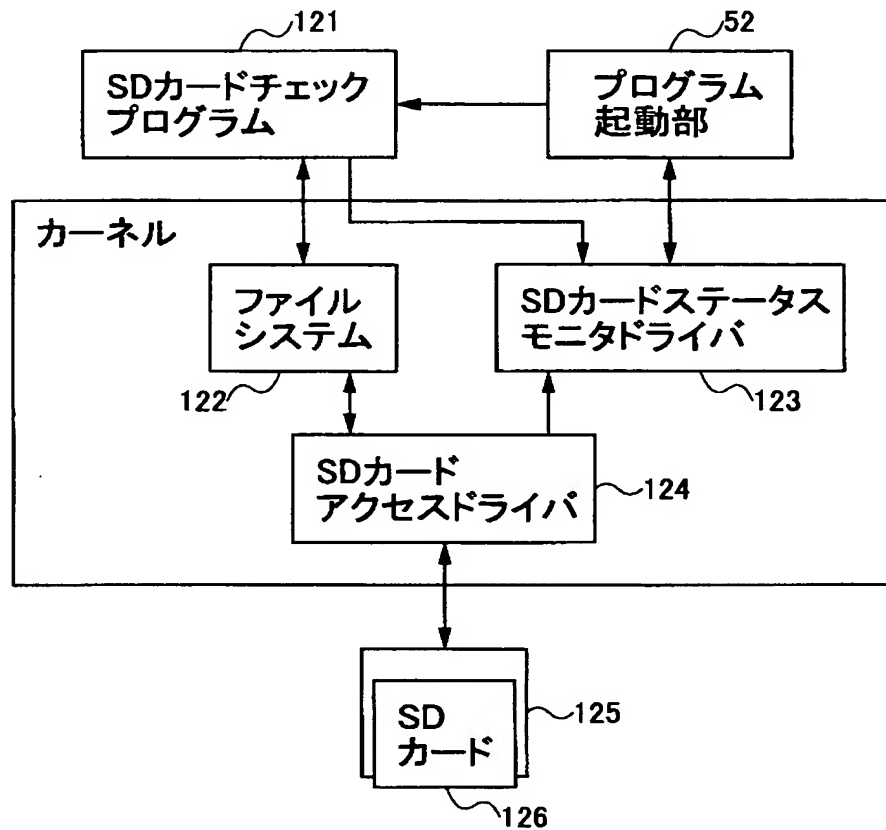 121
52
SDカードチェック
プログラム
プログラム
起動部
カーネル
ファイル
システム
SDカードステータス
モニタドライバ
122
123
SDカード
アクセスドライバ
124
SD
カード
125
126